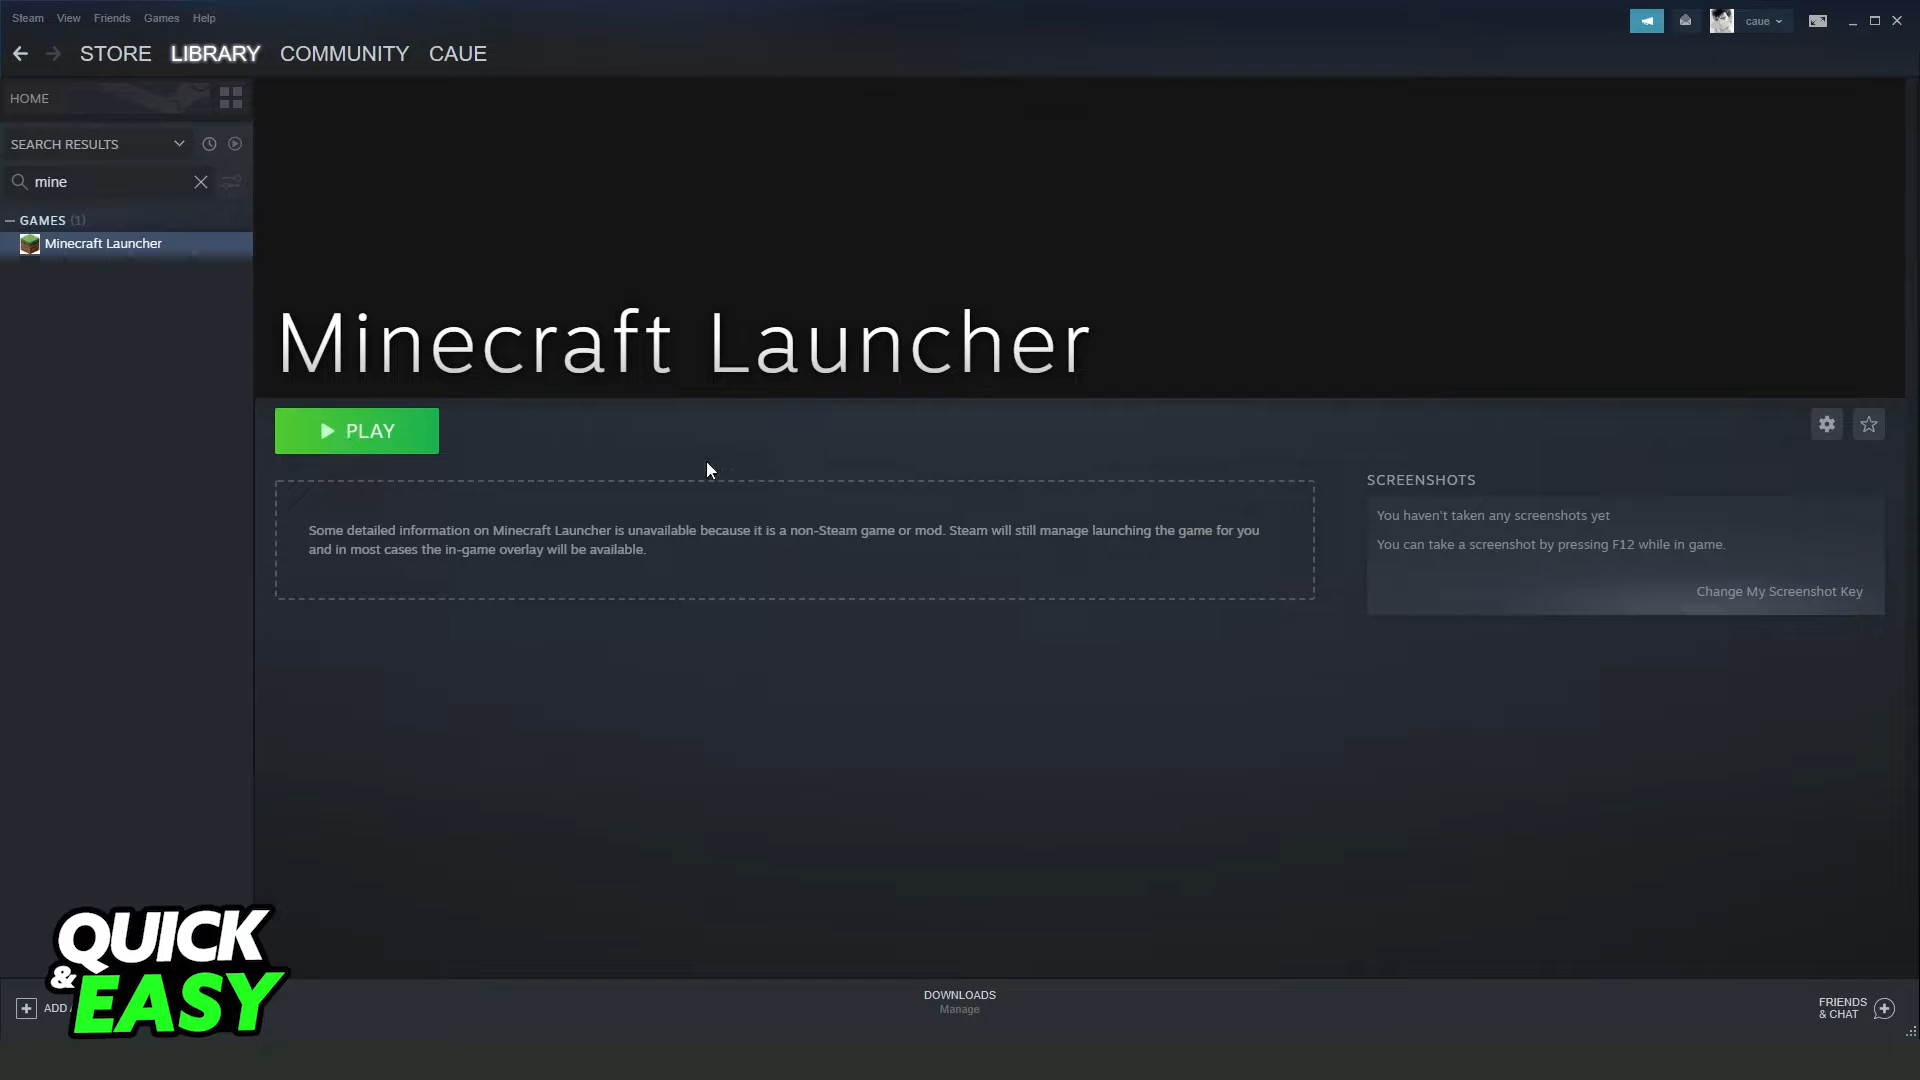 Steam View Friends Games Help
caue
STORE LIBRARY COMMUNITY CAUE
HOME
SEARCH RESULTS
mine
GAMES (1)
Minecraft Launcher
Minecraft Launcher
PLAY
Some detailed information on Minecraft Launcher is unavailable because it is a non-Steam game or mod. Steam will still manage launching the game for you
and in most cases the in-game overlay will be available.
SCREENSHOTS
You haven't taken any screenshots yet
You can take a screenshot by pressing F12 while in game.
Change My Screenshot Key
QUICK
& EASY
ADD
DOWNLOADS
Manage
FRIENDS
& CHAT